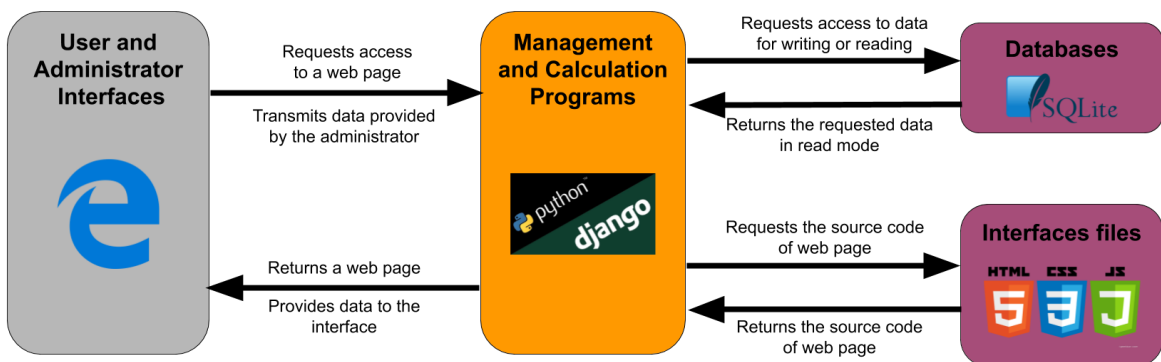 User and
Administrator
Interfaces
Requests access
to a web page
Transmits data provided
by the administrator
Returns a web page
Provides data to the
interface
Management
and Calculation
Programs
python™
django
Requests access to data
for writing or reading
Returns the requested data
in read mode
Requests the source code
of web page
Returns the source code
of web page
Databases
SQLite
Interfaces files
HTML CSS JS
5 3 J